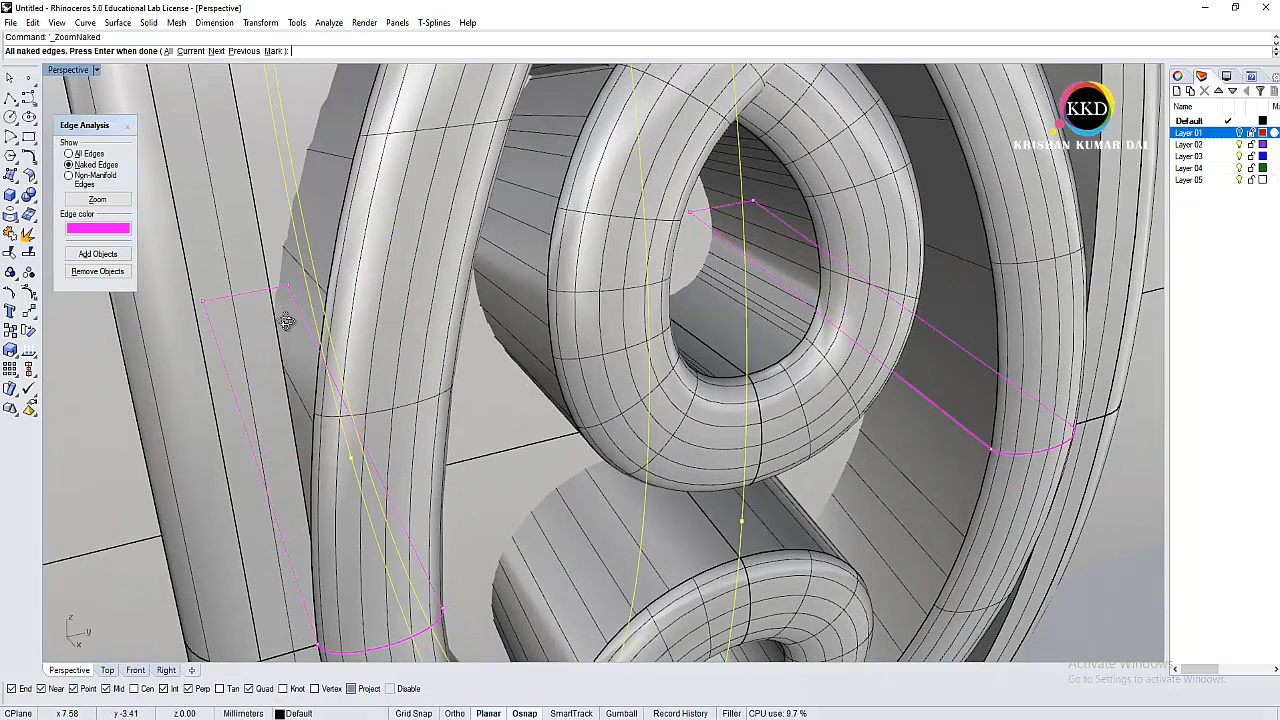 Untitled - Rhinoceros 5.0 Educational Lab License - [Perspective]
File Edit View Curve Surface Solid Mesh Dimension Transform Tools Analyze Render Panels T-Splines Help
Command: '_ZoomNaked
All naked edges. Press Enter when done ( All Current Next Previous Mark ):
Perspective
Name
Default
Layer 01
Layer 02
Layer 03
Layer 04
Layer 05
KKD
KRISHAN KUMAR DAL
Edge Analysis
Show
All Edges
Naked Edges
Non-Manifold
Edges
Zoom
Edge color
Add Objects
Remove Objects
z
y
x
Perspective Top Front Right
Activate Windows
Go to Settings to activate Windows.
End Near Point Mid Cen Int Perp Tan Quad Knot Vertex Project Disable
CPlane x 7.58 y -3.41 z 0.00 Millimeters Default Grid Snap Ortho Planar Osnap SmartTrack Gumball Record History Filter CPU use: 9.7 %